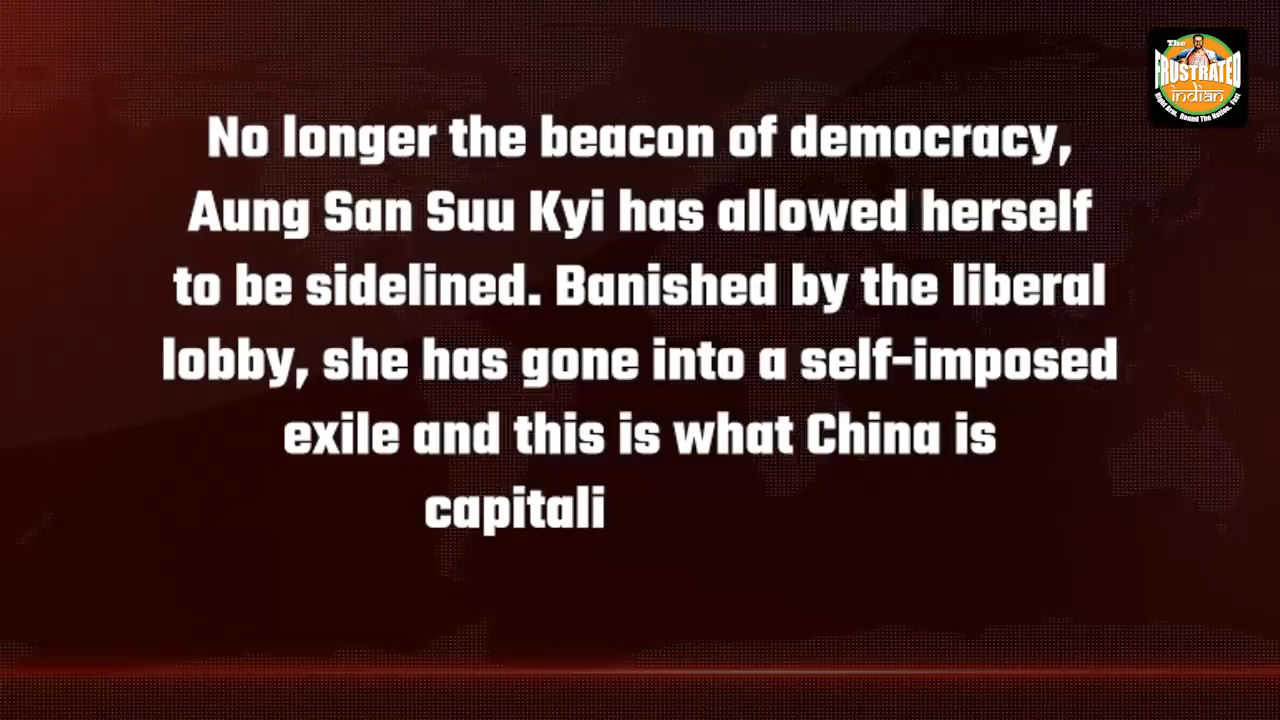 The
FRUSTRATED
indian
No longer the beacon of democracy,
Aung San Suu Kyi has allowed herself
to be sidelined. Banished by the liberal
lobby, she has gone into a self-imposed
exile and this is what China is
capitali